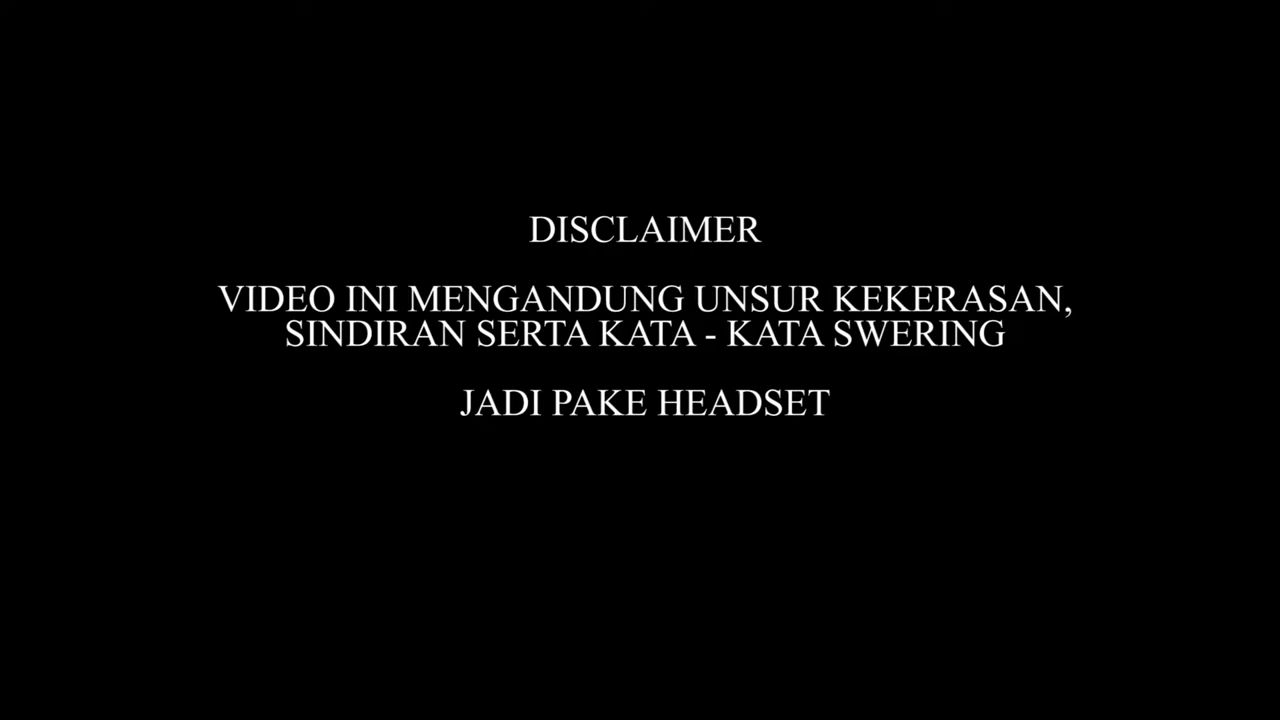 DISCLAIMER
VIDEO INI MENGANDUNG UNSUR KEKERASAN,
SINDIRAN SERTA KATA - KATA SWERING
JADI PAKE HEADSET